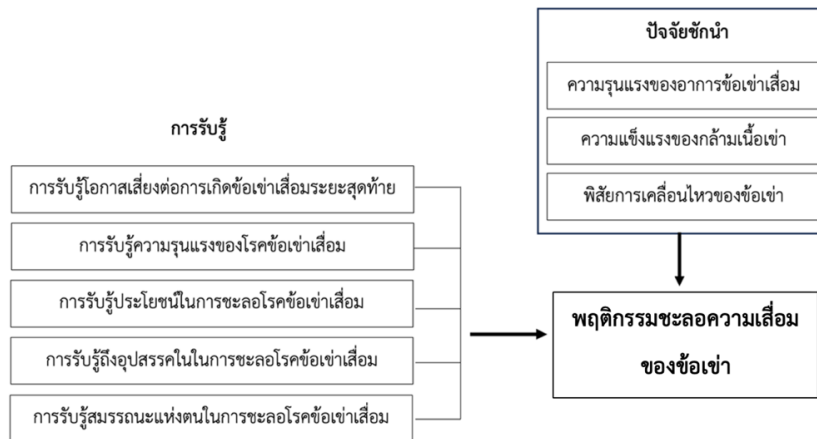 ปัจจัยชักนำ
ความรุนแรงของอาการข้อเข่าเสื่อม
ความแข็งแรงของกล้ามเนื้อเข่า
พิสัยการเคลื่อนไหวของข้อเข่า
การรับรู้
การรับรู้โอกาสเสี่ยงต่อการเกิดข้อเข่าเสื่อมระยะสุดท้าย
การรับรู้ความรุนแรงของโรคข้อเข่าเสื่อม
การรับรู้ประโยชน์ในการชะลอโรคข้อเข่าเสื่อม
การรับรู้ถึงอุปสรรคในในการชะลอโรคข้อเข่าเสื่อม
การรับรู้สมรรถนะแห่งตนในการชะลอโรคข้อเข่าเสื่อม
พฤติกรรมชะลอความเสื่อม
ของข้อเข่า